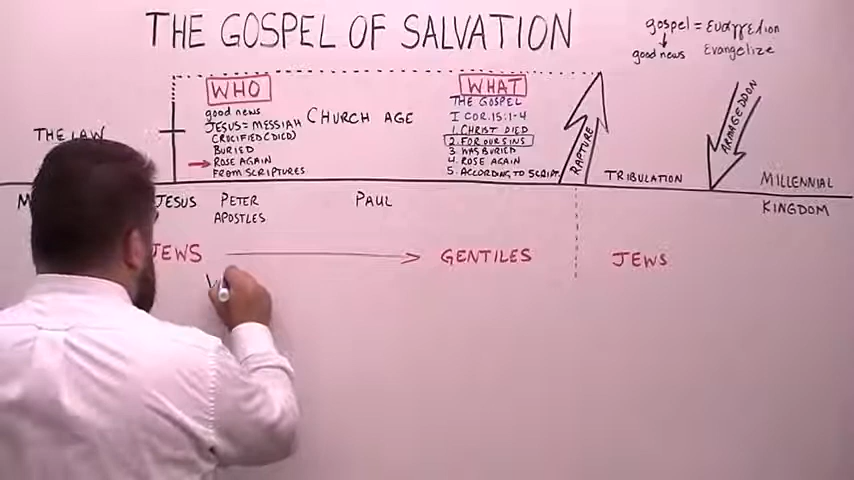 THE GOSPEL OF SALVATION
gospel = Ευαγγελιον
good news Evangelize
WHO
good news
JESUS = MESSIAH
CRUCIFIED (DIED)
BURIED
ROSE AGAIN
FROM SCRIPTURES
CHURCH AGE
WHAT
THE GOSPEL
I COR. 15:1-4
1. CHRIST DIED
2. FOR OUR SINS
3. WAS BURIED
4. ROSE AGAIN
5. ACCORDING TO SCRIPT.
RAPTURE
ARMAGEDDON
THE LAW
TRIBULATION
MILLENNIAL
KINGDOM
JESUS
PETER
APOSTLES
PAUL
JEWS
GENTILES
JEWS